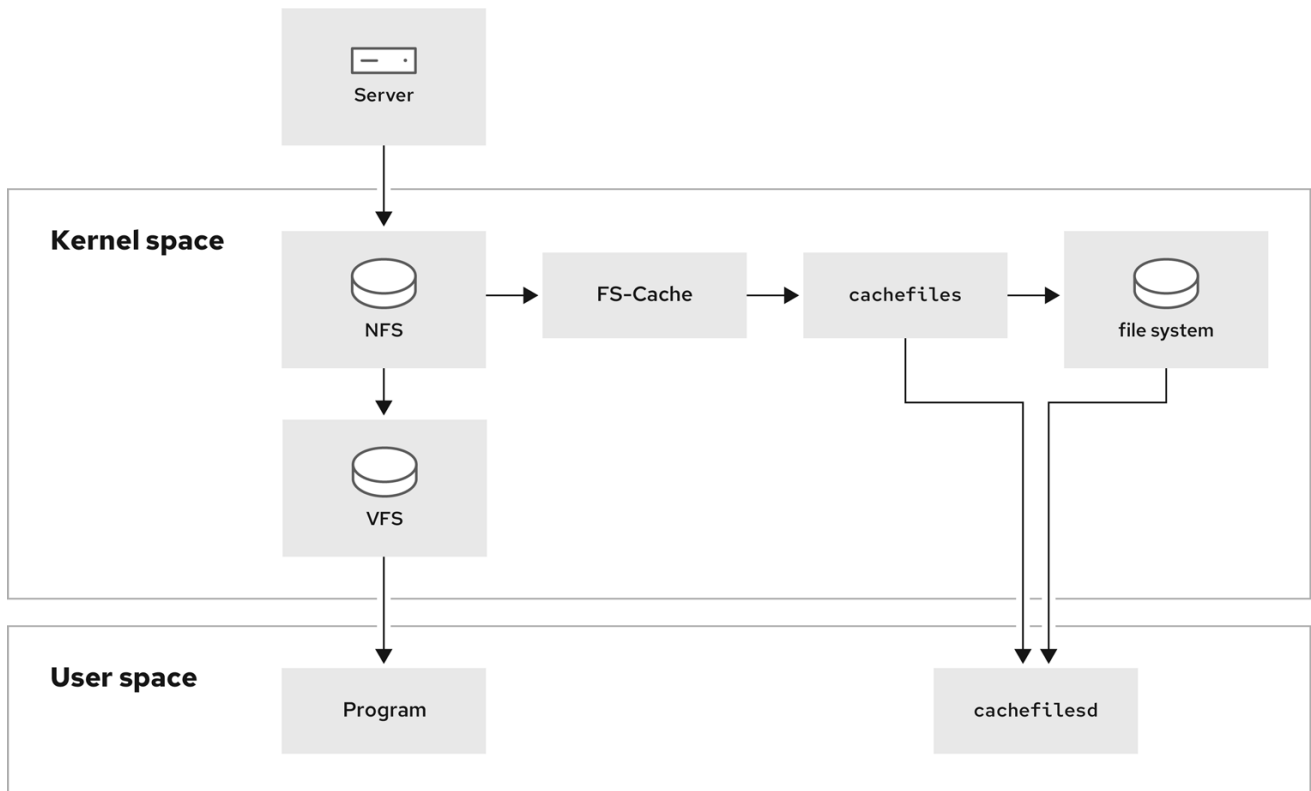 Server
Kernel space
NFS
FS-Cache
cachefiles
file system
VFS
User space
Program
cachefilesd